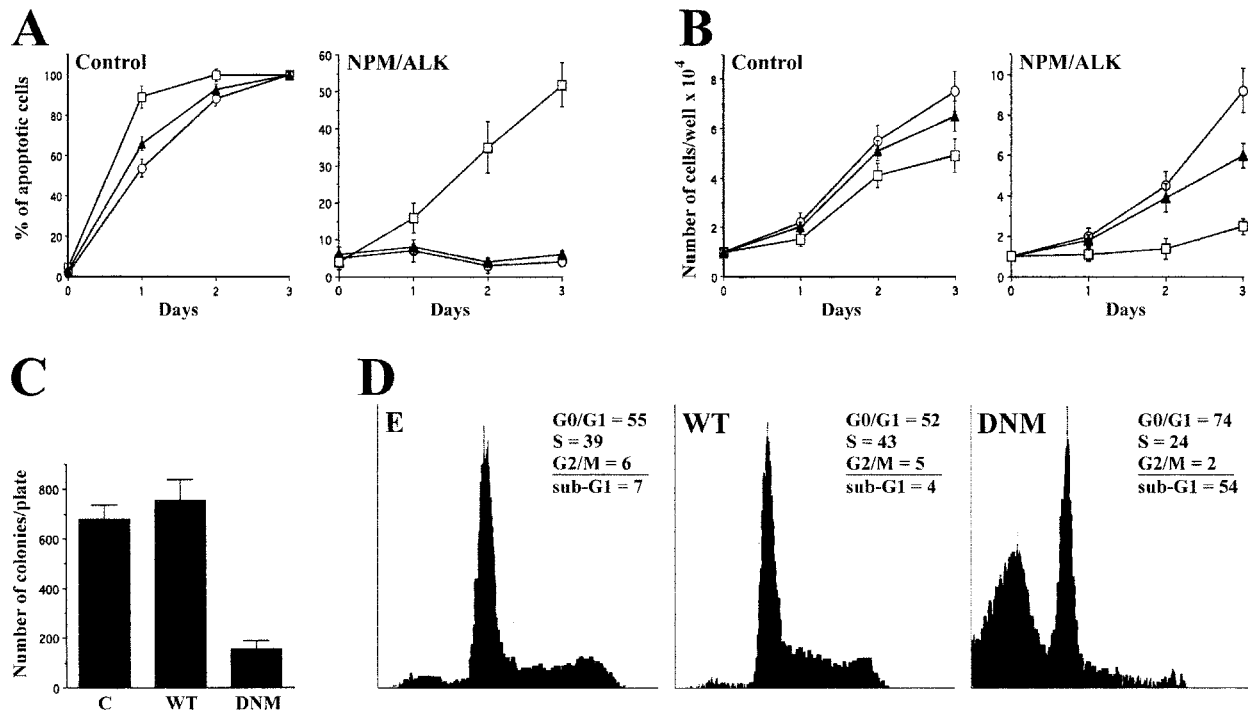 A
Control
% of apoptotic cells
100
80
60
40
20
0
0 1 2 3
Days
NPM/ALK
60
50
40
30
20
10
0
0 1 2 3
Days
B
Control
Number of cells/well x 10⁴
8
6
4
2
0 1 2 3
Days
NPM/ALK
10
8
6
4
2
0
0 1 2 3
Days
C
Number of colonies/plate
800
600
400
200
0
C WT DNM
D
E
G0/G1 = 55
S = 39
G2/M = 6
sub-G1 = 7
WT
G0/G1 = 52
S = 43
G2/M = 5
sub-G1 = 4
DNM
G0/G1 = 74
S = 24
G2/M = 2
sub-G1 = 54